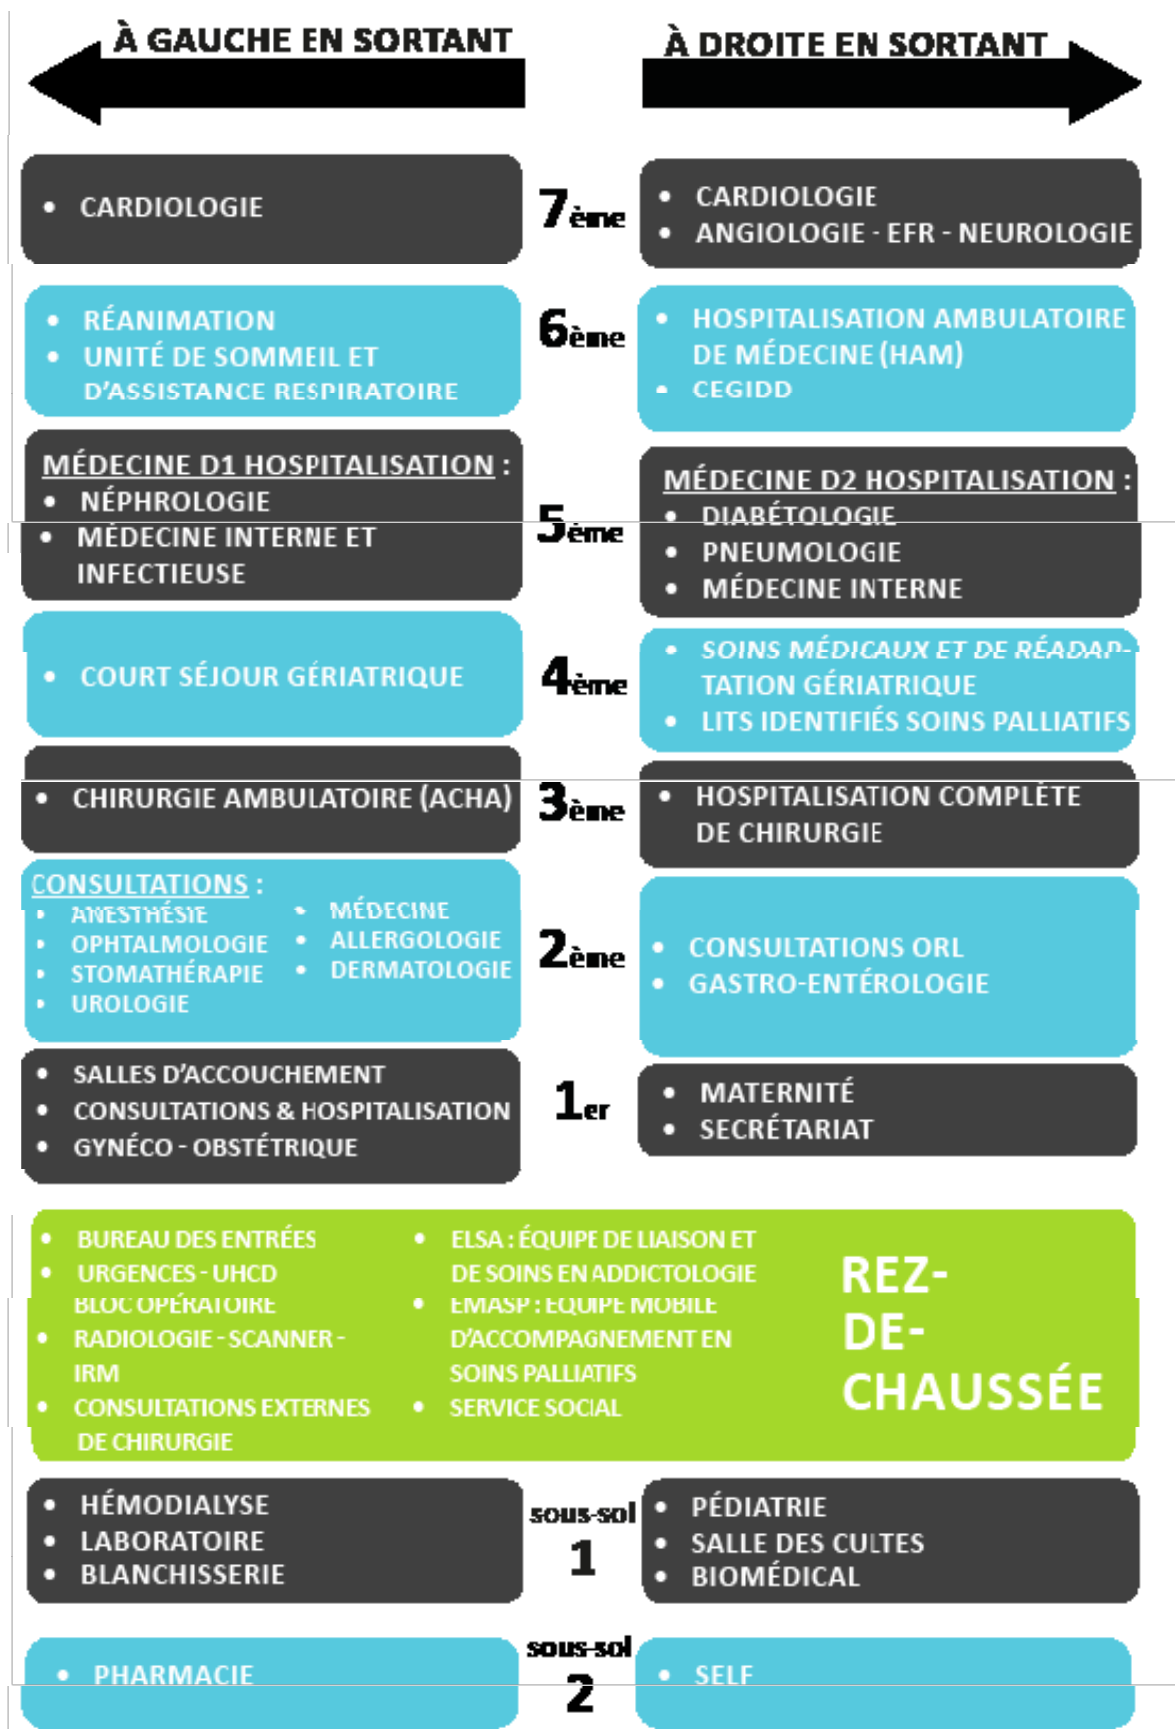 À GAUCHE EN SORTANT
À DROITE EN SORTANT
• CARDIOLOGIE
7ème
• CARDIOLOGIE
• ANGIOLOGIE - EFR - NEUROLOGIE
• RÉANIMATION
• UNITÉ DE SOMMEIL ET
D'ASSISTANCE RESPIRATOIRE
6ème
• HOSPITALISATION AMBULATOIRE
DE MÉDECINE (HAM)
• CEGIDD
MÉDECINE D1 HOSPITALISATION :
• NÉPHROLOGIE
• MÉDECINE INTERNE ET
INFECTIEUSE
5ème
MÉDECINE D2 HOSPITALISATION :
• DIABÉTOLOGIE
• PNEUMOLOGIE
• MÉDECINE INTERNE
• COURT SÉJOUR GÉRIATRIQUE
4ème
• SOINS MÉDICAUX ET DE RÉADAP-
TATION GÉRIATRIQUE
• LITS IDENTIFIÉS SOINS PALLIATIFS
• CHIRURGIE AMBULATOIRE (ACHA)
3ème
• HOSPITALISATION COMPLÈTE
DE CHIRURGIE
CONSULTATIONS :
• ANESTHÉSIE
• OPHTALMOLOGIE
• STOMATHÉRAPIE
• UROLOGIE
• MÉDECINE
• ALLERGOLOGIE
• DERMATOLOGIE
2ème
• CONSULTATIONS ORL
• GASTRO-ENTÉROLOGIE
• SALLES D'ACCOUCHEMENT
• CONSULTATIONS & HOSPITALISATION
• GYNÉCO - OBSTÉTRIQUE
1er
• MATERNITÉ
• SECRÉTARIAT
• BUREAU DES ENTRÉES
• URGENCES - UHCD
BLOC OPÉRATOIRE
• RADIOLOGIE - SCANNER -
IRM
• CONSULTATIONS EXTERNES
DE CHIRURGIE
• ELSA : ÉQUIPE DE LIAISON ET
DE SOINS EN ADDICTOLOGIE
• EMASP : EQUIPE MOBILE
D'ACCOMPAGNEMENT EN
SOINS PALLIATIFS
• SERVICE SOCIAL
REZ-
DE-
CHAUSSÉE
• HÉMODIALYSE
• LABORATOIRE
• BLANCHISSERIE
sous-sol
1
• PÉDIATRIE
• SALLE DES CULTES
• BIOMÉDICAL
• PHARMACIE
sous-sol
2
• SELF